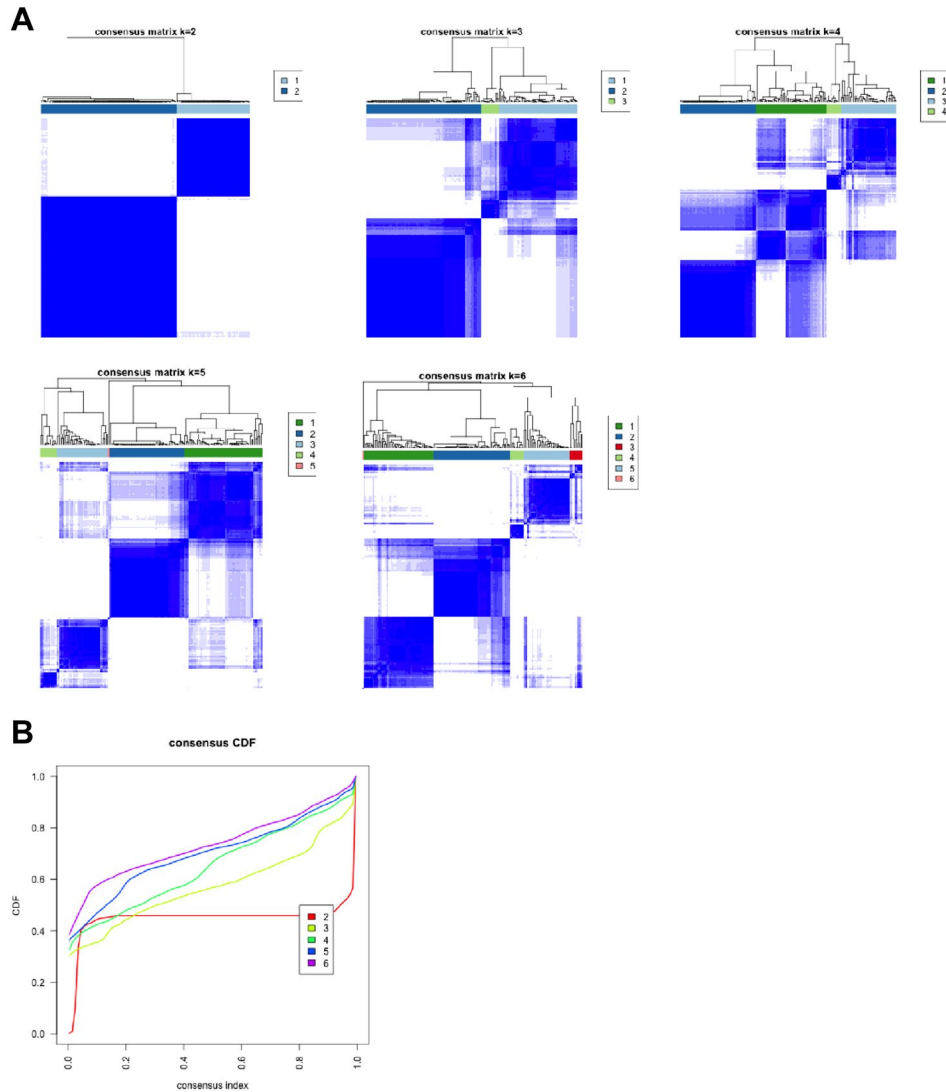 A
consensus matrix k=2
1
2
consensus matrix k=3
1
2
3
consensus matrix k=4
1
2
3
4
consensus matrix k=5
1
2
3
4
5
consensus matrix k=6
1
2
3
4
5
6
B
consensus CDF
CDF
1.0
0.8
0.6
0.4
0.2
0.0
2
3
4
5
6
0.0 0.2 0.4 0.6 0.8 1.0
consensus index